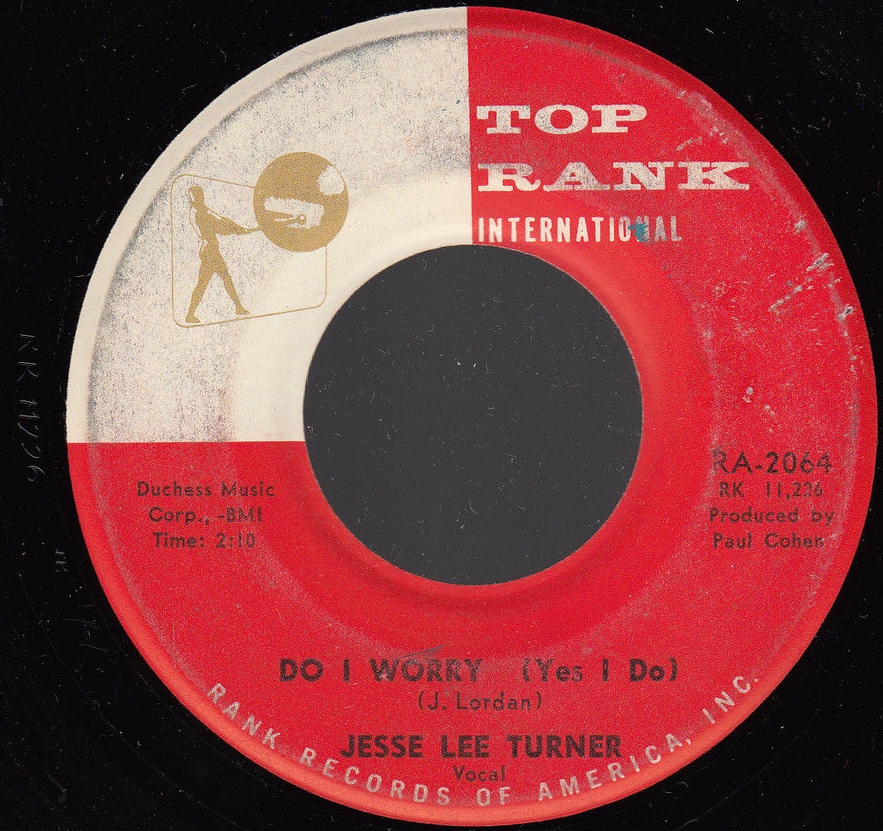 TOP
RANK
INTERNATIONAL
RA-2064
RK 11,226
Produced by
Paul Cohen
Duchess Music
Corp., -BMI
Time: 2:10
DO I WORRY (Yes I Do)
(J. Lordan)
JESSE LEE TURNER
Vocal
RANK RECORDS OF AMERICA, INC.